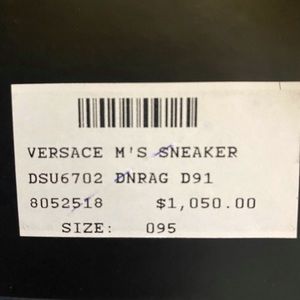 VERSACE M'S SNEAKER
DSU6702 DNRAG D91
8052518 $1,050.00
SIZE: 095